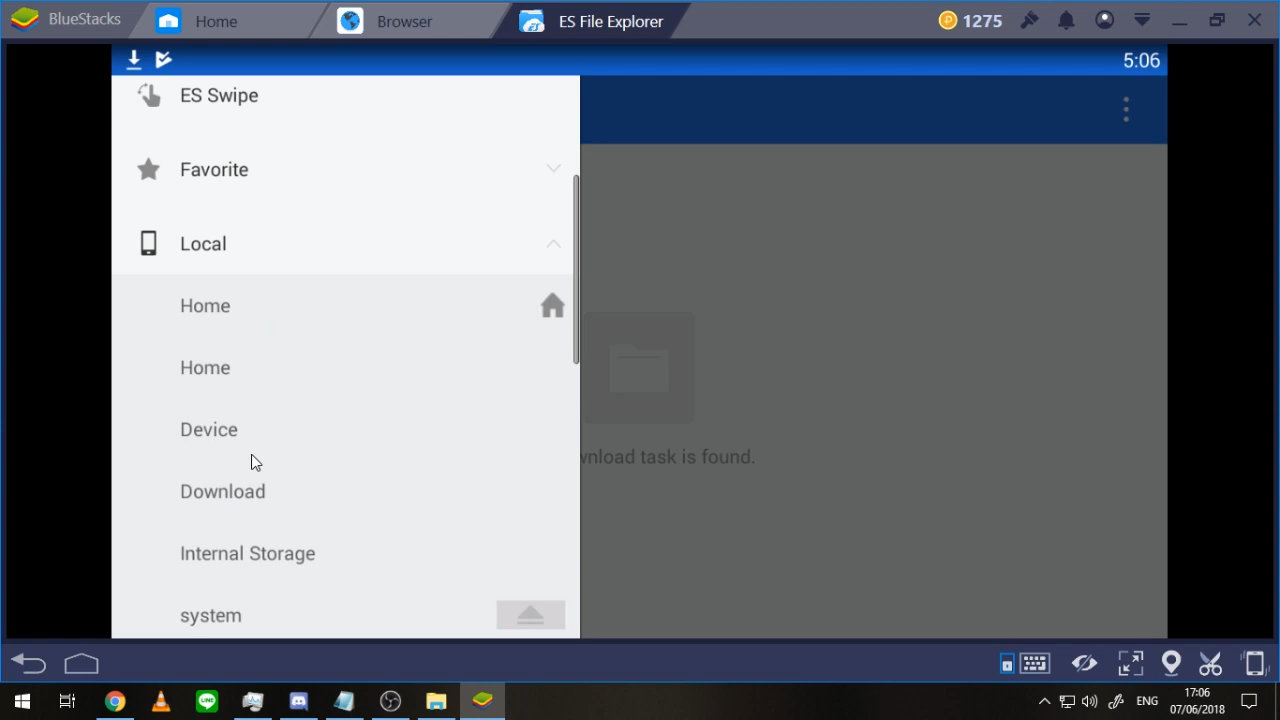 BlueStacks
Home
Browser
ES File Explorer
1275
5:06
ES Swipe
Favorite
Local
Home
Home
Device
wnload task is found.
Download
Internal Storage
system
ENG
17:06
07/06/2018